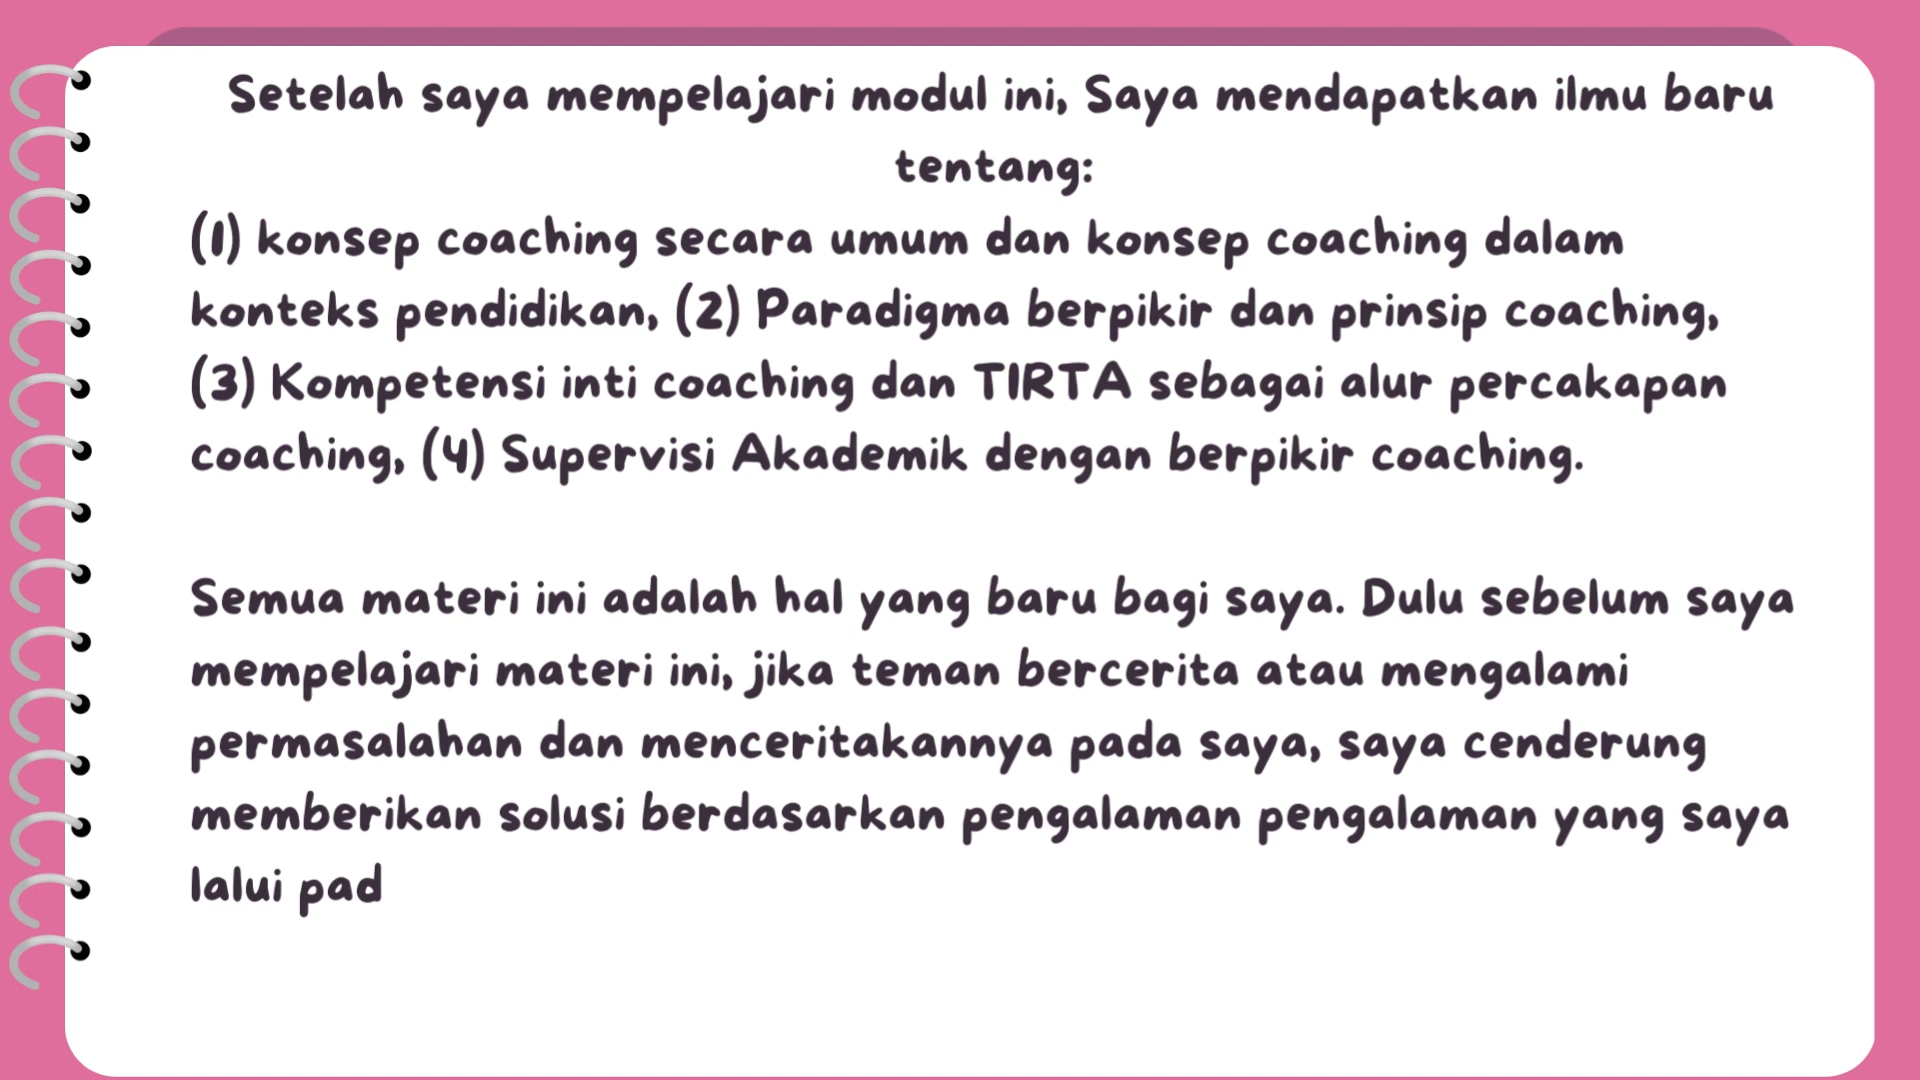 Setelah saya mempelajari modul ini, Saya mendapatkan ilmu baru
tentang:
(1) konsep coaching secara umum dan konsep coaching dalam
konteks pendidikan, (2) Paradigma berpikir dan prinsip coaching,
(3) Kompetensi inti coaching dan TIRTA sebagai alur percakapan
coaching, (4) Supervisi Akademik dengan berpikir coaching.
Semua materi ini adalah hal yang baru bagi saya. Dulu sebelum saya
mempelajari materi ini, jika teman bercerita atau mengalami
permasalahan dan menceritakannya pada saya, saya cenderung
memberikan solusi berdasarkan pengalaman pengalaman yang saya
lalui pad